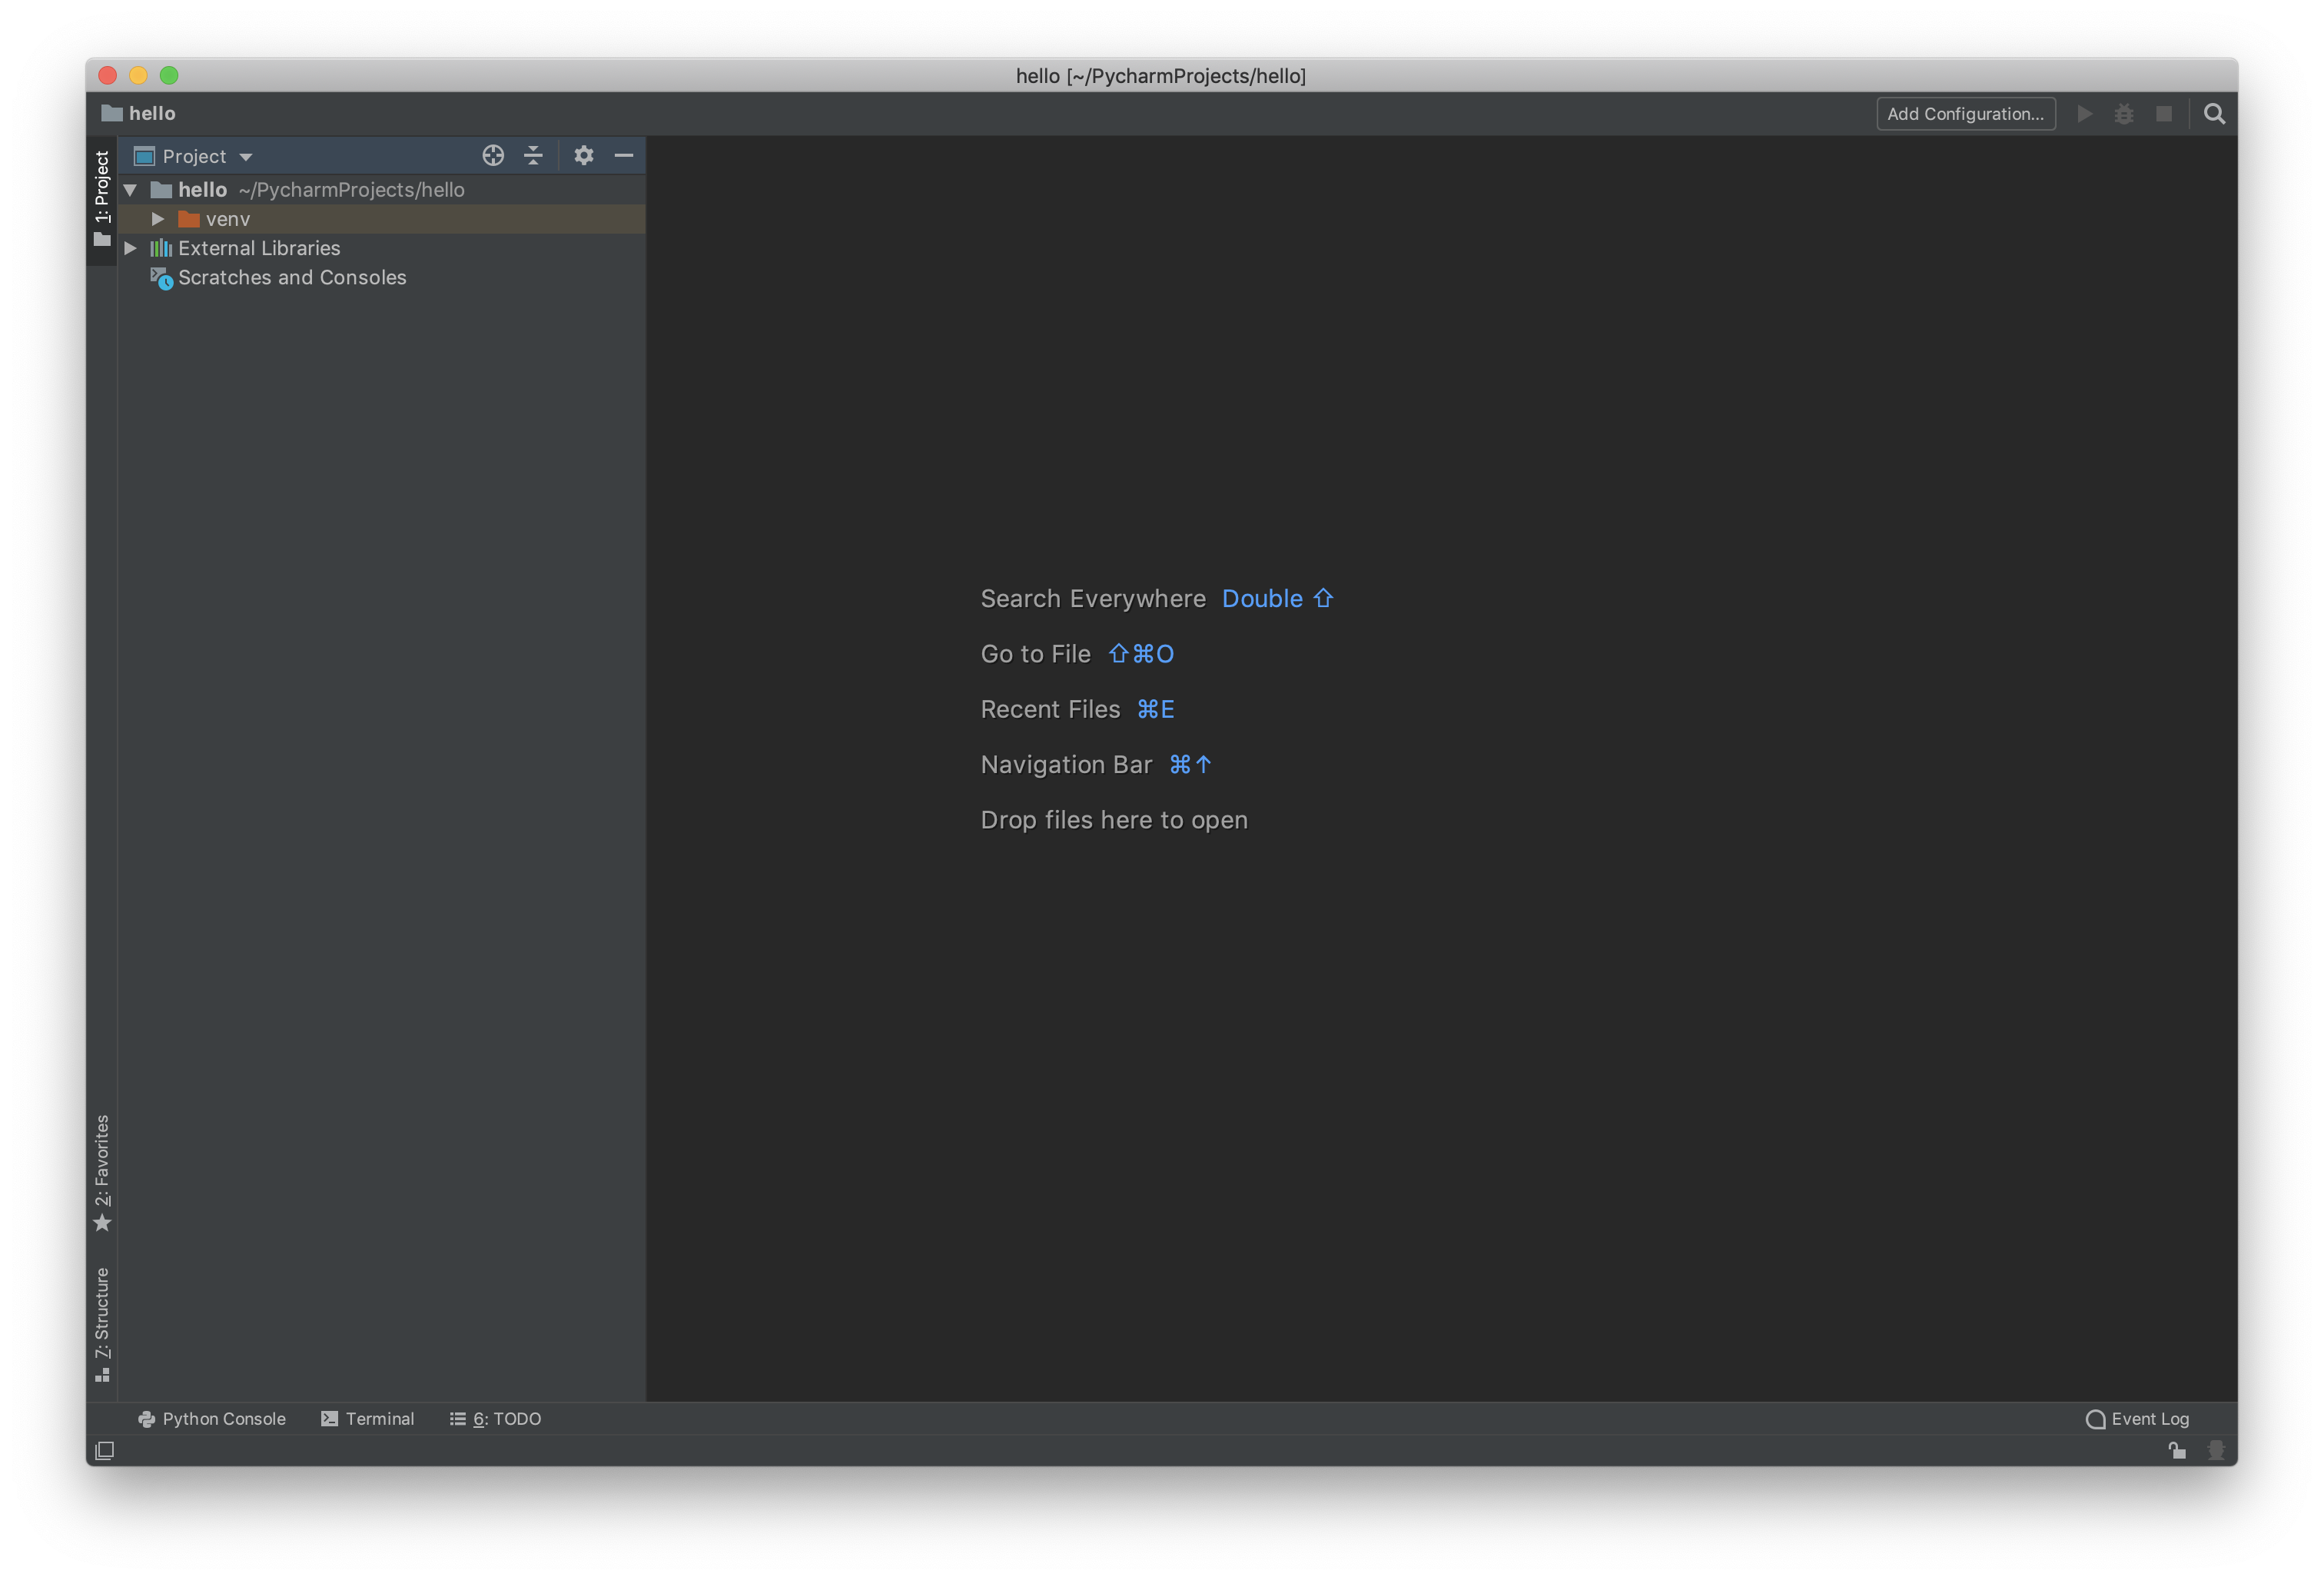 hello [~/PycharmProjects/hello]
hello
Add Configuration...
1: Project
Project
hello ~/PycharmProjects/hello
venv
External Libraries
Scratches and Consoles
Search Everywhere Double ⇧
Go to File ⇧⌘O
Recent Files ⌘E
Navigation Bar ⌘↑
Drop files here to open
2: Favorites
7: Structure
Python Console
Terminal
6: TODO
Event Log